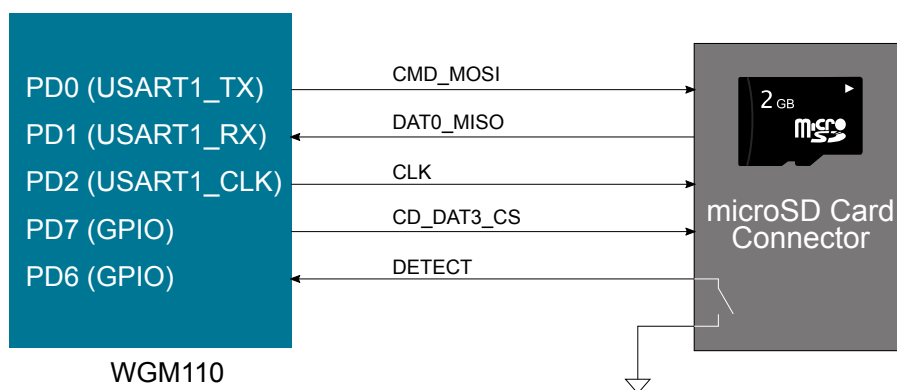 PD0 (USART1_TX)
PD1 (USART1_RX)
PD2 (USART1_CLK)
PD7 (GPIO)
PD6 (GPIO)
WGM110
CMD_MOSI
DAT0_MISO
CLK
CD_DAT3_CS
DETECT
2 GB
micro
SD
microSD Card
Connector